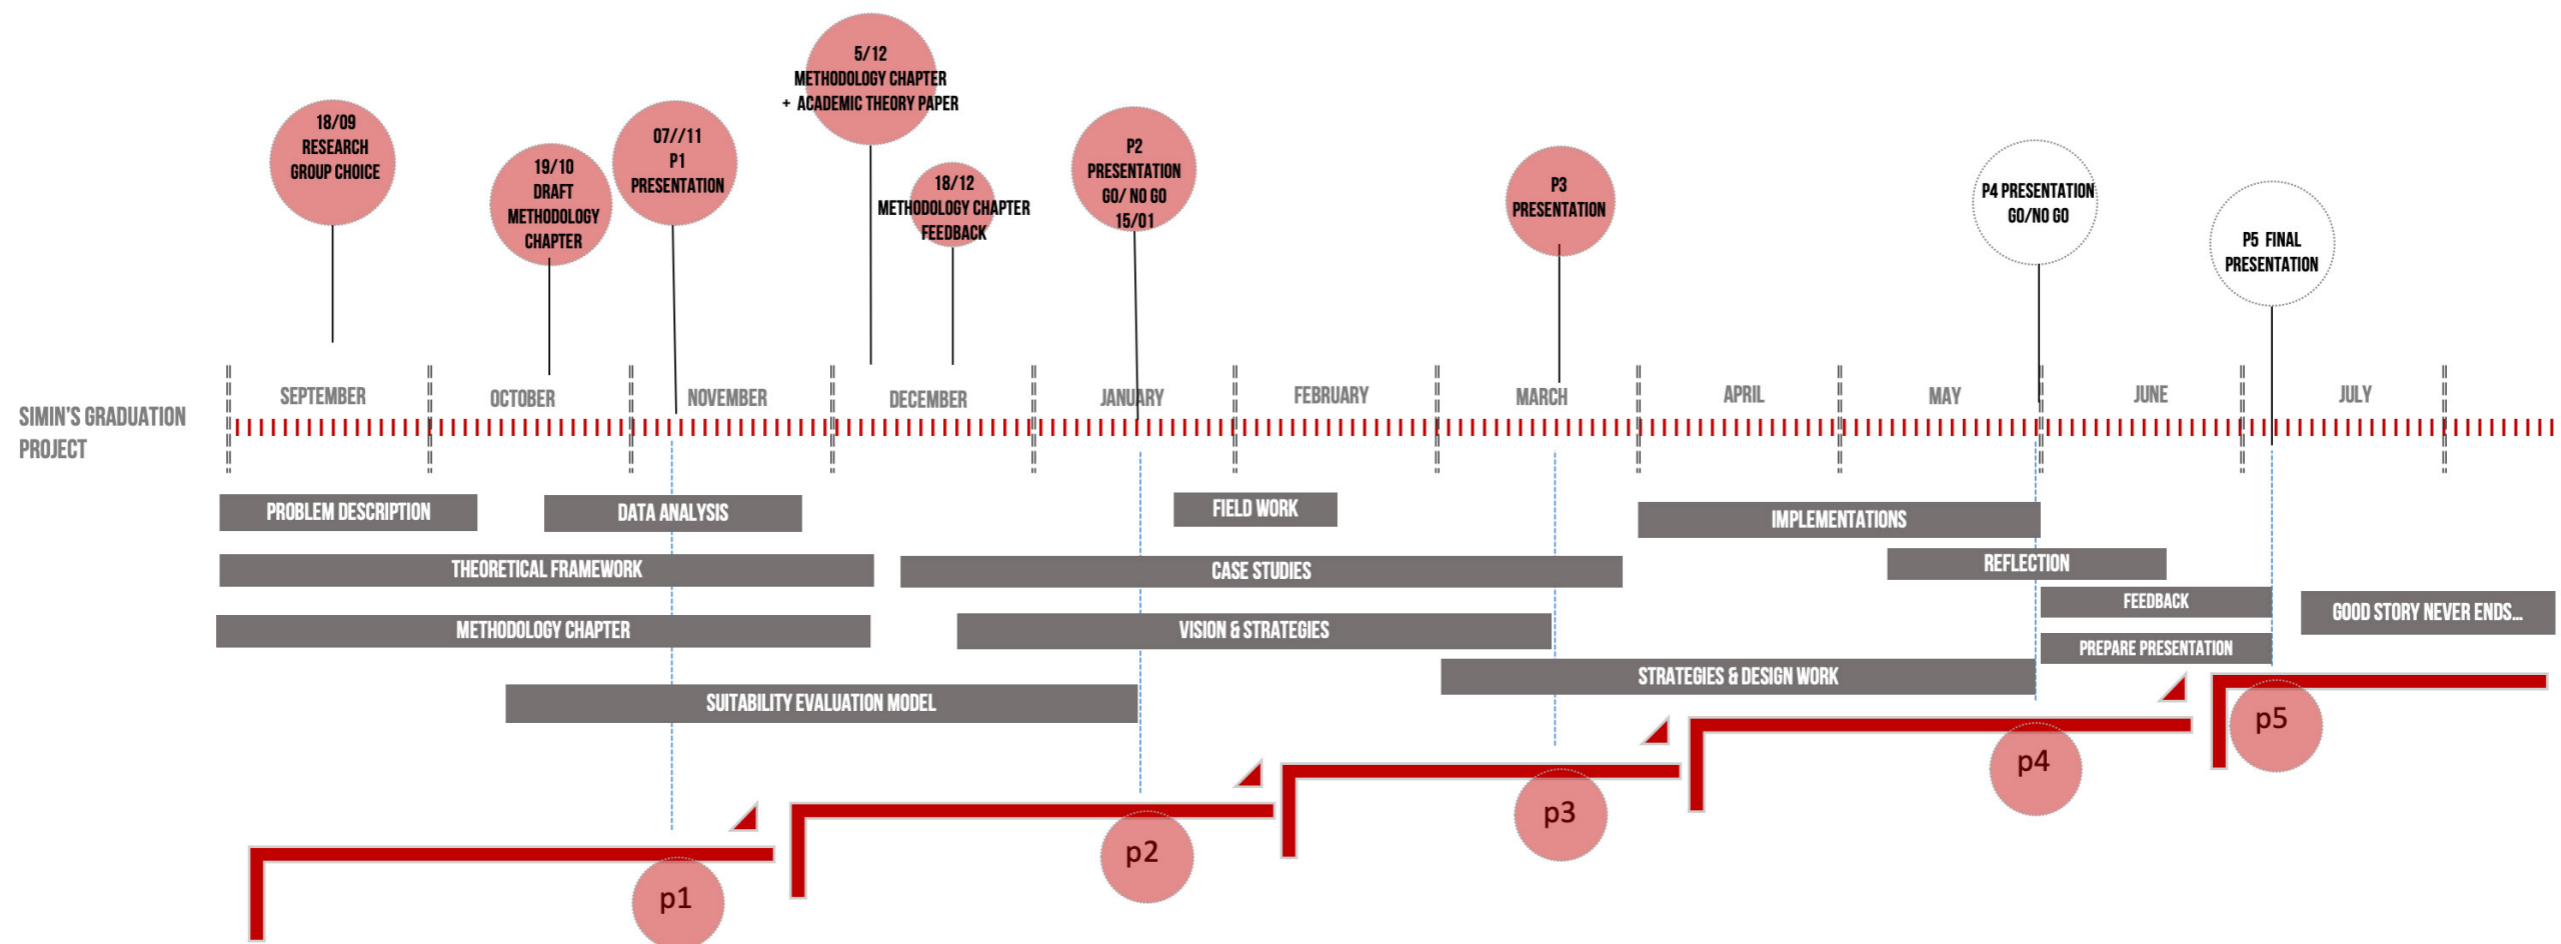 5/12
METHODOLOGY CHAPTER
+ ACADEMIC THEORY PAPER
18/09
RESEARCH
GROUP CHOICE
19/10
DRAFT
METHODOLOGY
CHAPTER
07//11
P1
PRESENTATION
18/12
METHODOLOGY CHAPTER
FEEDBACK
P2
PRESENTATION
GO/ NO GO
15/01
P3
PRESENTATION
P4 PRESENTATION
GO/NO GO
P5 FINAL
PRESENTATION
SIMIN'S GRADUATION
PROJECT
SEPTEMBER
OCTOBER
NOVEMBER
DECEMBER
JANUARY
FEBRUARY
MARCH
APRIL
MAY
JUNE
JULY
PROBLEM DESCRIPTION
DATA ANALYSIS
FIELD WORK
IMPLEMENTATIONS
THEORETICAL FRAMEWORK
CASE STUDIES
REFLECTION
FEEDBACK
GOOD STORY NEVER ENDS...
METHODOLOGY CHAPTER
VISION & STRATEGIES
PREPARE PRESENTATION
STRATEGIES & DESIGN WORK
SUITABILITY EVALUATION MODEL
p1
p2
p3
p4
p5